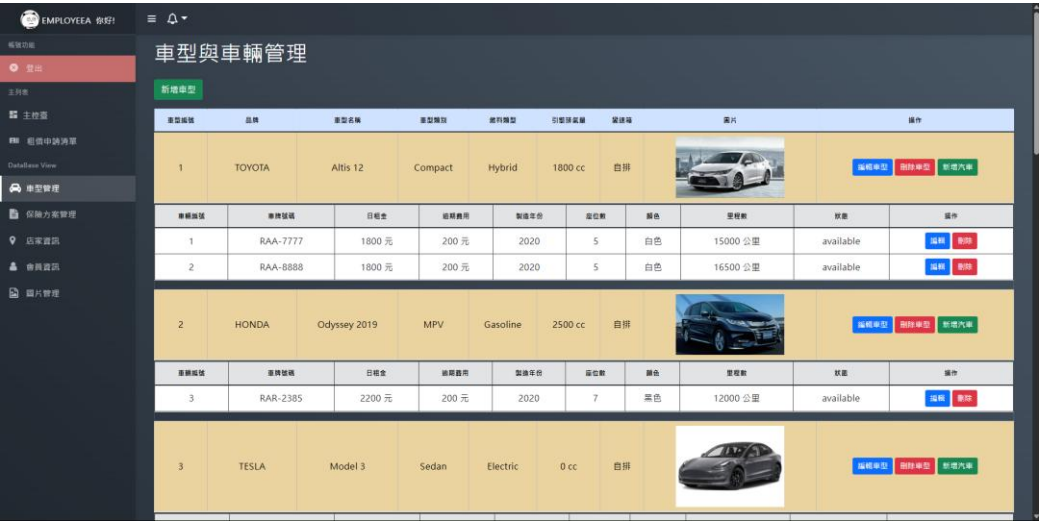 EMPLOYEEA 你好!
帳號功能
登出
主列表
主控臺
租借申請清單
DateBase View
車型管理
保險方案管理
店家資訊
會員資訊
圖片管理
車型與車輛管理
新增車型
車型編號 品牌 車型名稱 車型類別 燃料類型 引擎排氣量 變速箱 圖片 操作
1 TOYOTA Altis 12 Compact Hybrid 1800 cc 自排 編輯車型 刪除車型 新增汽車
車輛編號 車牌號碼 日租金 逾期費用 製造年份 座位數 顏色 里程數 狀態 操作
1 RAA-7777 1800 元 200 元 2020 5 白色 15000 公里 available 編輯 刪除
2 RAA-8888 1800 元 200 元 2020 5 白色 16500 公里 available 編輯 刪除
2 HONDA Odyssey 2019 MPV Gasoline 2500 cc 自排 編輯車型 刪除車型 新增汽車
車輛編號 車牌號碼 日租金 逾期費用 製造年份 座位數 顏色 里程數 狀態 操作
3 RAR-2385 2200 元 200 元 2020 7 黑色 12000 公里 available 編輯 刪除
3 TESLA Model 3 Sedan Electric 0 cc 自排 編輯車型 刪除車型 新增汽車